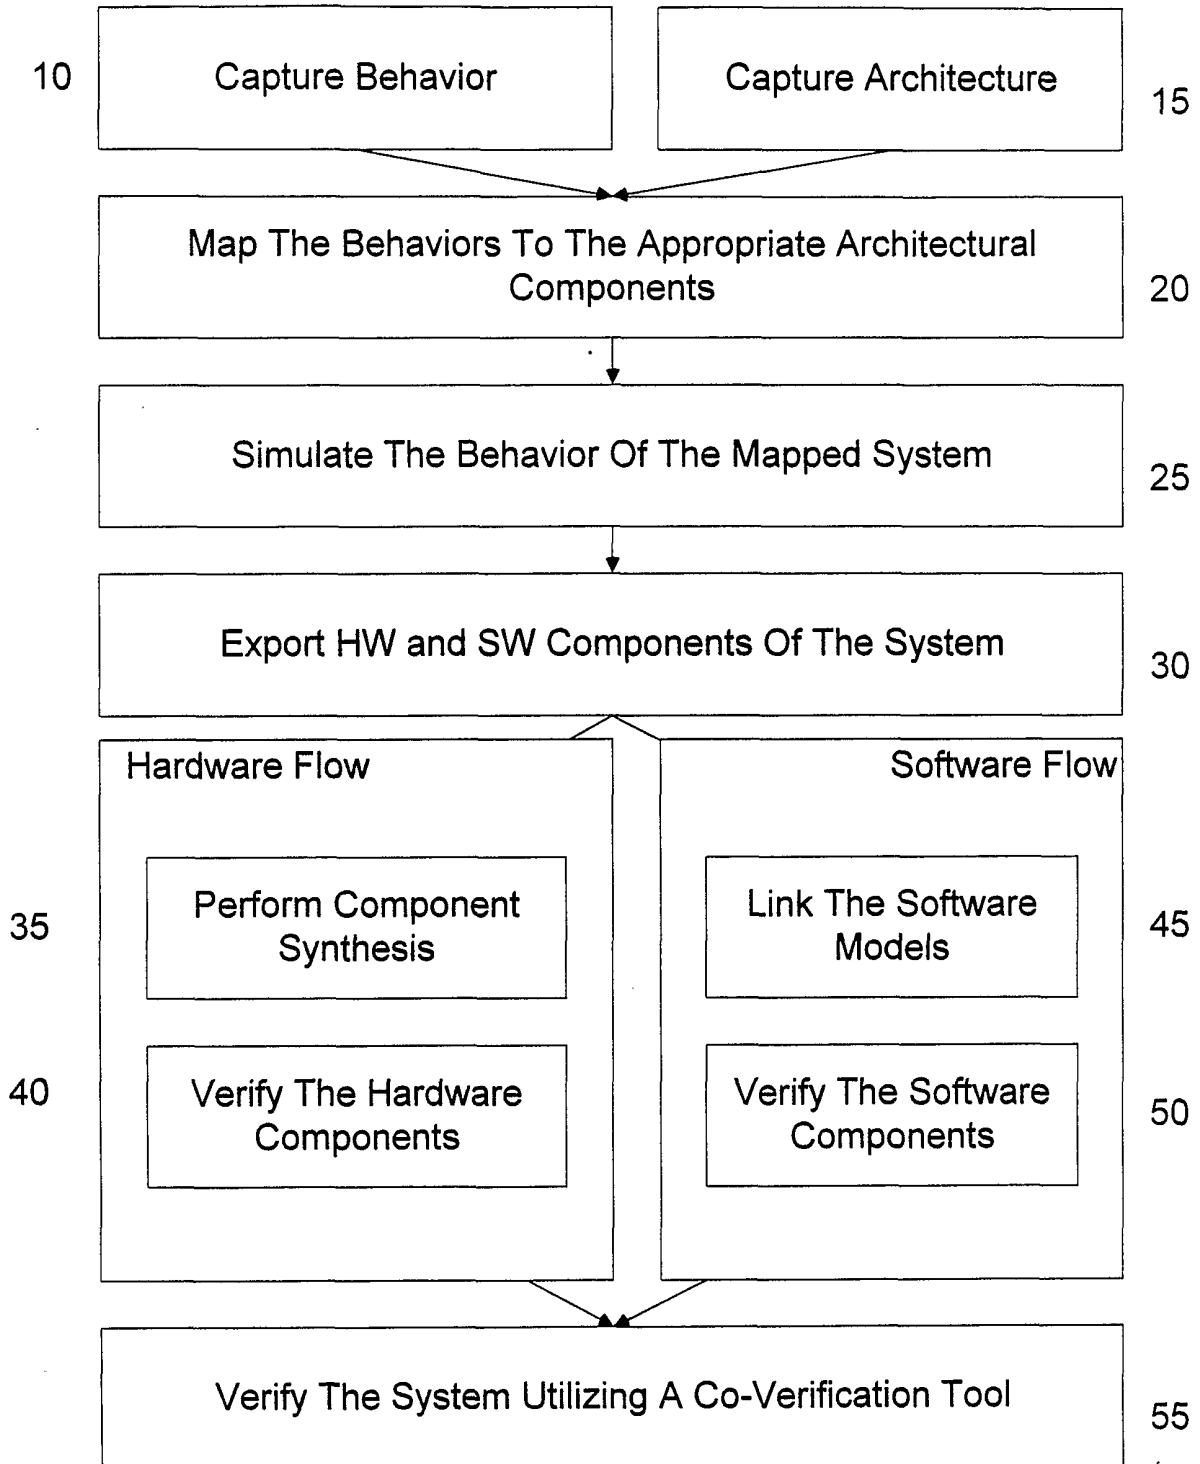 10
Capture Behavior
Capture Architecture
15
Map The Behaviors To The Appropriate Architectural
Components
20
Simulate The Behavior Of The Mapped System
25
Export HW and SW Components Of The System
30
Hardware Flow
Software Flow
35
Perform Component
Synthesis
Link The Software
Models
45
40
Verify The Hardware
Components
Verify The Software
Components
50
Verify The System Utilizing A Co-Verification Tool
55